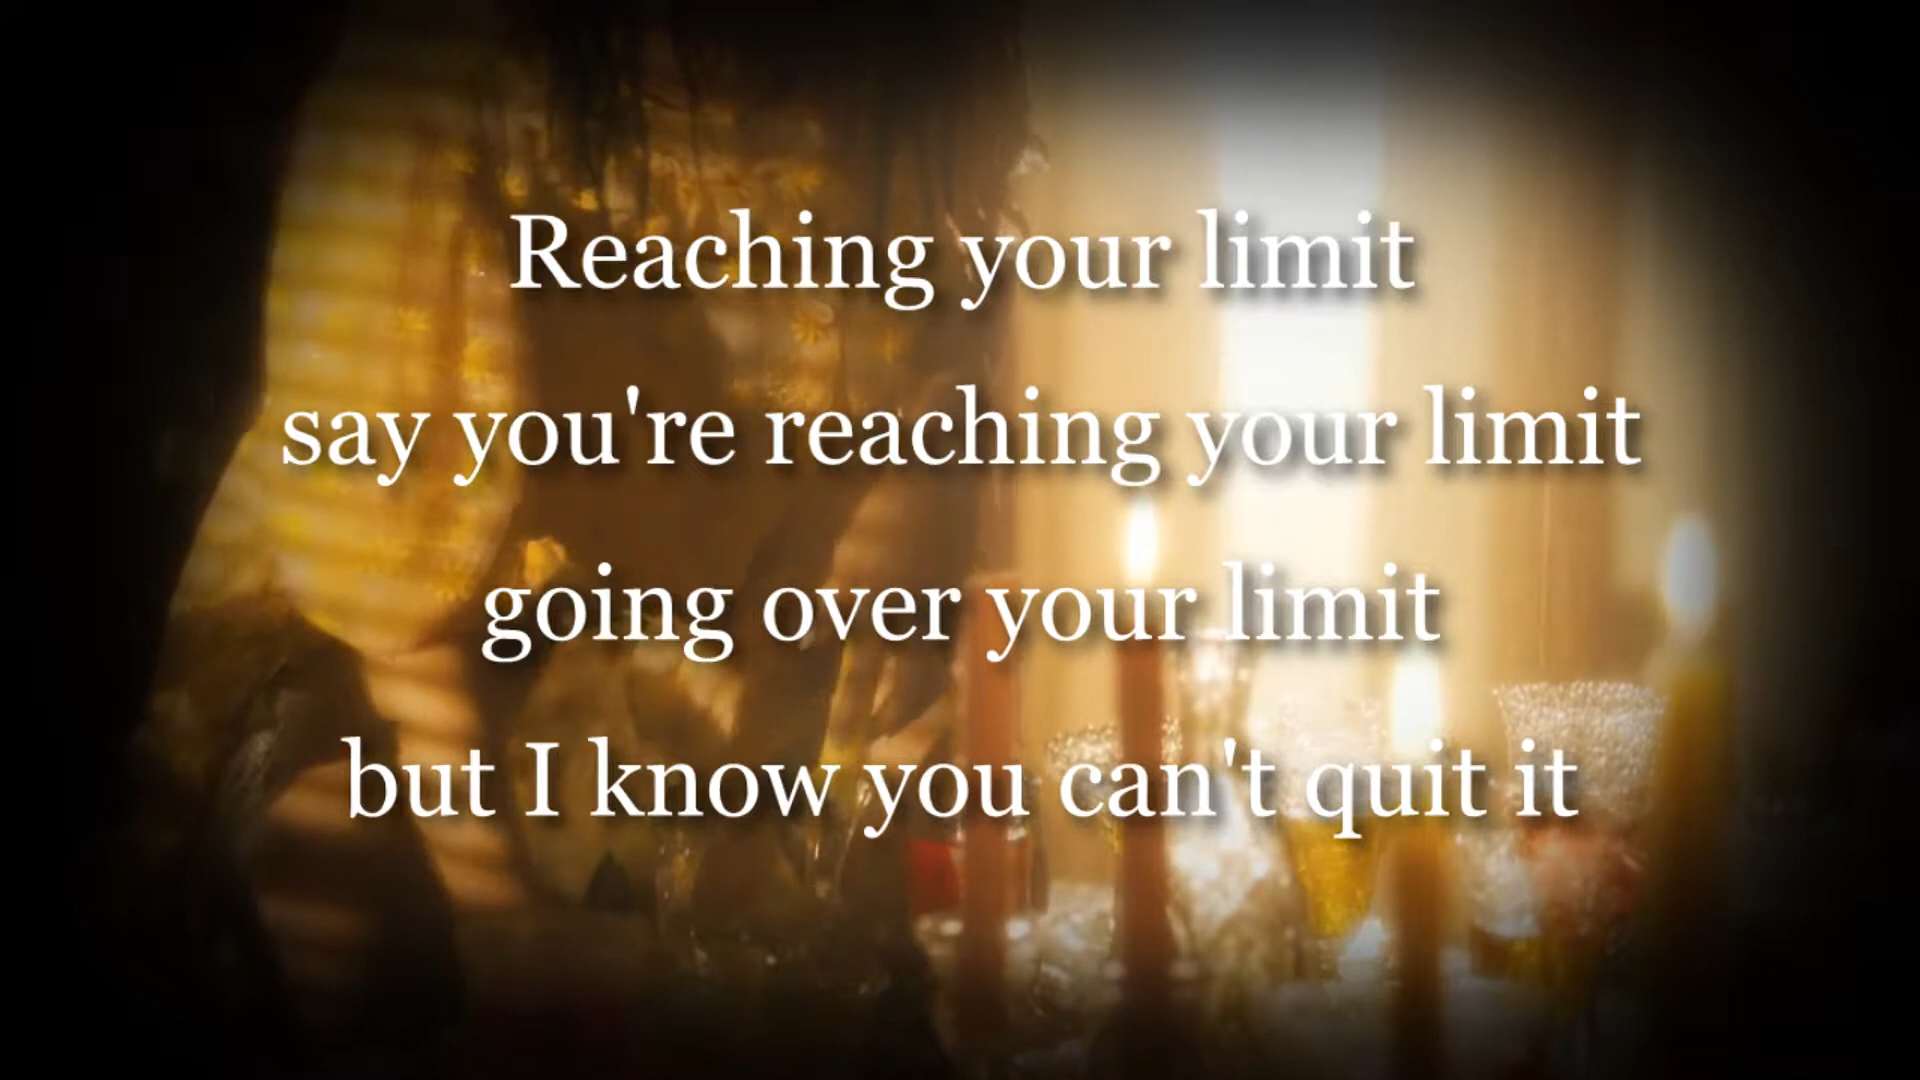 Reaching your limit
say you're reaching your limit
going over your limit
but I know you can't quit it